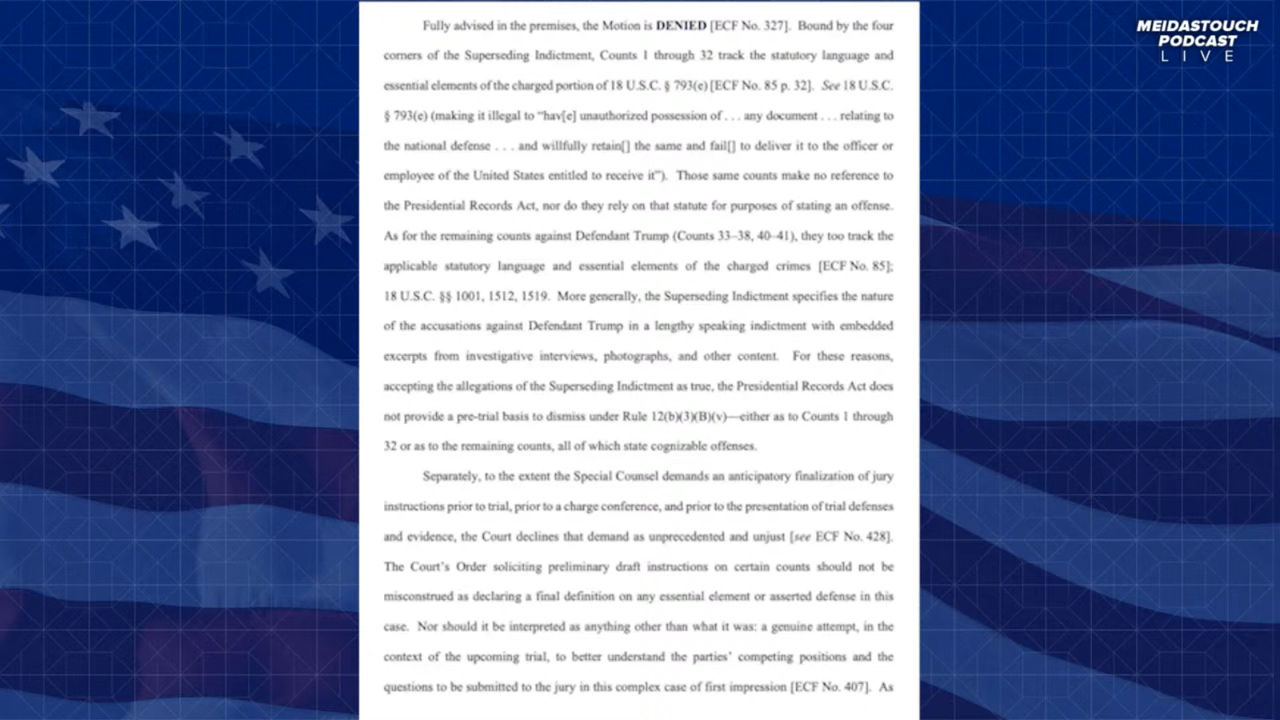 Fully advised in the premises, the Motion is DENIED [ECF No. 327]. Bound by the four
corners of the Superseding Indictment, Counts 1 through 32 track the statutory language and
essential elements of the charged portion of 18 U.S.C. § 793(e) [ECF No. 85 p. 32]. See 18 U.S.C.
§ 793(e) (making it illegal to “hav[e] unauthorized possession of . . . any document . . . relating to
the national defense . . . and willfully retain[] the same and fail[] to deliver it to the officer or
employee of the United States entitled to receive it”). Those same counts make no reference to
the Presidential Records Act, nor do they rely on that statute for purposes of stating an offense.
As for the remaining counts against Defendant Trump (Counts 33–38, 40–41), they too track the
applicable statutory language and essential elements of the charged crimes [ECF No. 85];
18 U.S.C. §§ 1001, 1512, 1519. More generally, the Superseding Indictment specifies the nature
of the accusations against Defendant Trump in a lengthy speaking indictment with embedded
excerpts from investigative interviews, photographs, and other content. For these reasons,
accepting the allegations of the Superseding Indictment as true, the Presidential Records Act does
not provide a pre-trial basis to dismiss under Rule 12(b)(3)(B)(v)—either as to Counts 1 through
32 or as to the remaining counts, all of which state cognizable offenses.
Separately, to the extent the Special Counsel demands an anticipatory finalization of jury
instructions prior to trial, prior to a charge conference, and prior to the presentation of trial defenses
and evidence, the Court declines that demand as unprecedented and unjust [see ECF No. 428].
The Court’s Order soliciting preliminary draft instructions on certain counts should not be
misconstrued as declaring a final definition on any essential element or asserted defense in this
case. Nor should it be interpreted as anything other than what it was: a genuine attempt, in the
context of the upcoming trial, to better understand the parties’ competing positions and the
questions to be submitted to the jury in this complex case of first impression [ECF No. 407]. As
MEIDASTOUCH
PODCAST
LIVE